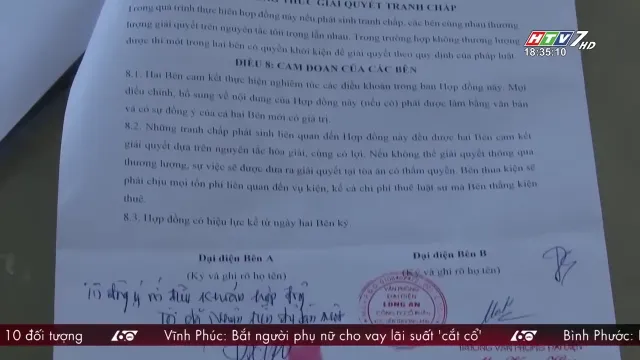 THỨC GIẢI QUYẾT TRANH CHẤP
Trong quá trình thực hiện hợp đồng này nếu phát sinh tranh chấp, các bên cùng nhau thương
lượng giải quyết trên nguyên tắc tôn trọng lẫn nhau. Trong trường hợp không thương lượng
được thì một trong hai bên có quyền khởi kiện để giải quyết theo quy định của pháp luật.
HTV7 HD
18:35:10
ĐIỀU 8: CAM ĐOAN CỦA CÁC BÊN
8.1. Hai Bên cam kết thực hiện nghiêm túc các điều khoản trong bản Hợp đồng này. Mọi
điều chỉnh, bổ sung về nội dung của Hợp đồng này (nếu có) phải được làm bằng văn bản
và có sự đồng ý của cả hai Bên mới có giá trị.
8.2. Những tranh chấp phát sinh liên quan đến Hợp đồng này đều được hai Bên cam kết
giải quyết dựa trên nguyên tắc hòa giải, cùng có lợi. Nếu không thể giải quyết thông qua
thương lượng, sự việc sẽ được đưa ra giải quyết tại tòa án có thẩm quyền. Bên thua kiện sẽ
phải chịu mọi tổn phí liên quan đến vụ kiện, kể cả chi phí thuê luật sư mà Bên thắng kiện
thuê.
8.3. Hợp đồng có hiệu lực kể từ ngày hai Bên ký
Đại diện Bên A
(Ký và ghi rõ họ tên)
Đại diện Bên B
(Ký và ghi rõ họ tên)
Tôi đồng ý
VĂN PHÒNG
ĐẠI DIỆN
LONG AN
10 đối tượng
60
Vĩnh Phúc: Bắt người phụ nữ cho vay lãi suất 'cắt cổ'
60
Bình Phước: